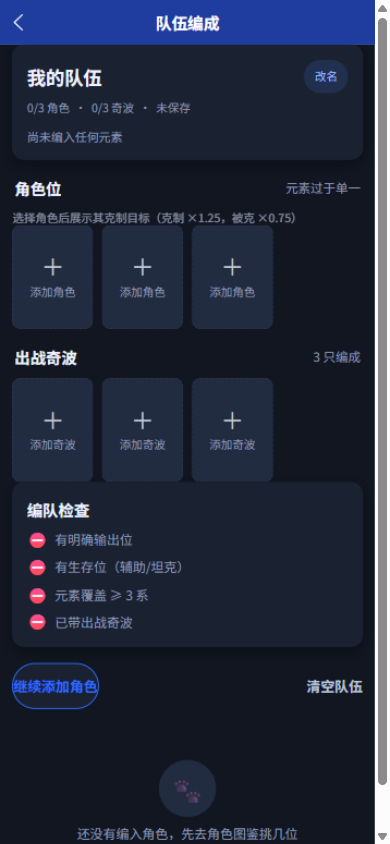 队伍编成
我的队伍
改名
0/3 角色 · 0/3 奇波 · 未保存
尚未编入任何元素
角色位
元素过于单一
选择角色后展示其克制目标（克制 ×1.25，被克 ×0.75）
添加角色 添加角色 添加角色
出战奇波
3 只编成
添加奇波 添加奇波 添加奇波
编队检查
有明确输出位
有生存位（辅助/坦克）
元素覆盖 ≥ 3 系
已带出战奇波
继续添加角色
清空队伍
还没有编入角色，先去角色图鉴挑几位